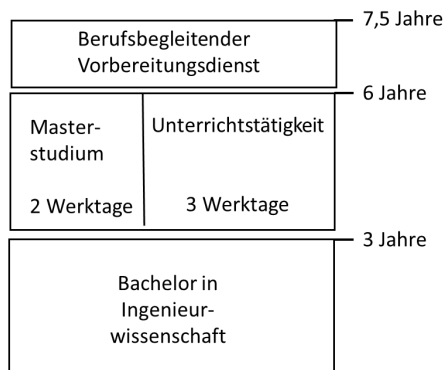 7,5 Jahre
Berufsbegleitender
Vorbereitungsdienst
6 Jahre
Master-
studium
Unterrichtstätigkeit
2 Werktage
3 Werktage
3 Jahre
Bachelor in
Ingenieur-
wissenschaft